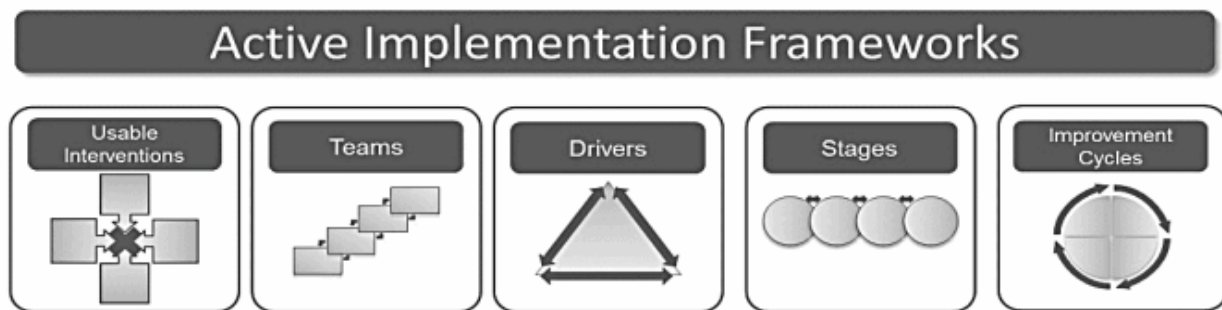 Active Implementation Frameworks
Usable
Interventions
Teams
Drivers
Stages
Improvement
Cycles